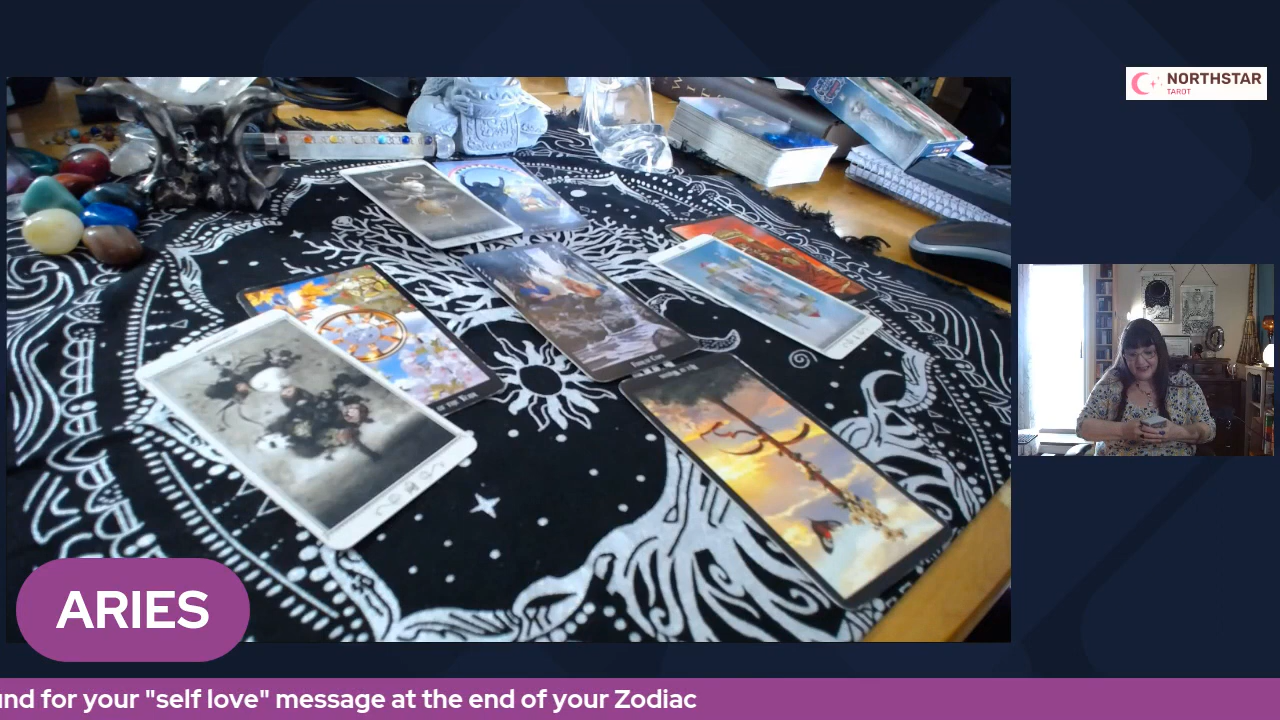 NORTHSTAR
TAROT
ARIES
und for your "self love" message at the end of your Zodiac